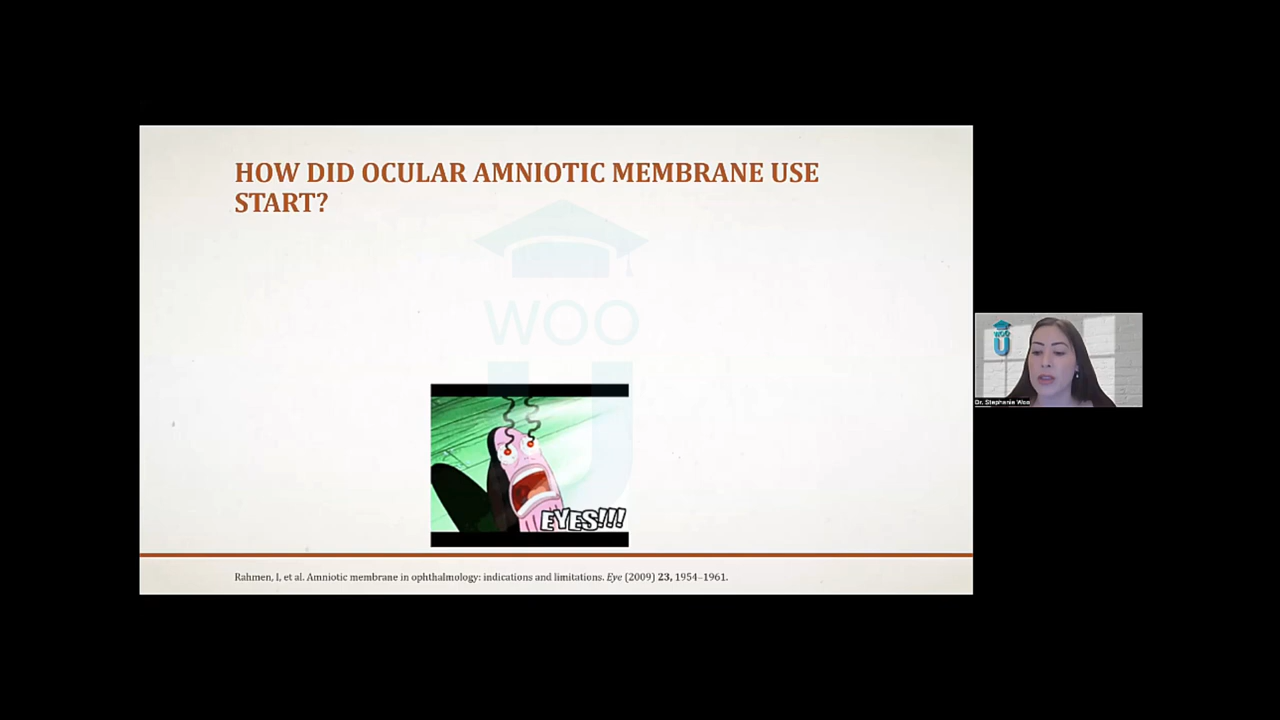 HOW DID OCULAR AMNIOTIC MEMBRANE USE
START?
WOO
U
EYES!!!
Rahmen, I, et al. Amniotic membrane in ophthalmology: indications and limitations. Eye (2009) 23, 1954–1961.
WOO
U
Dr. Stephanie Woo